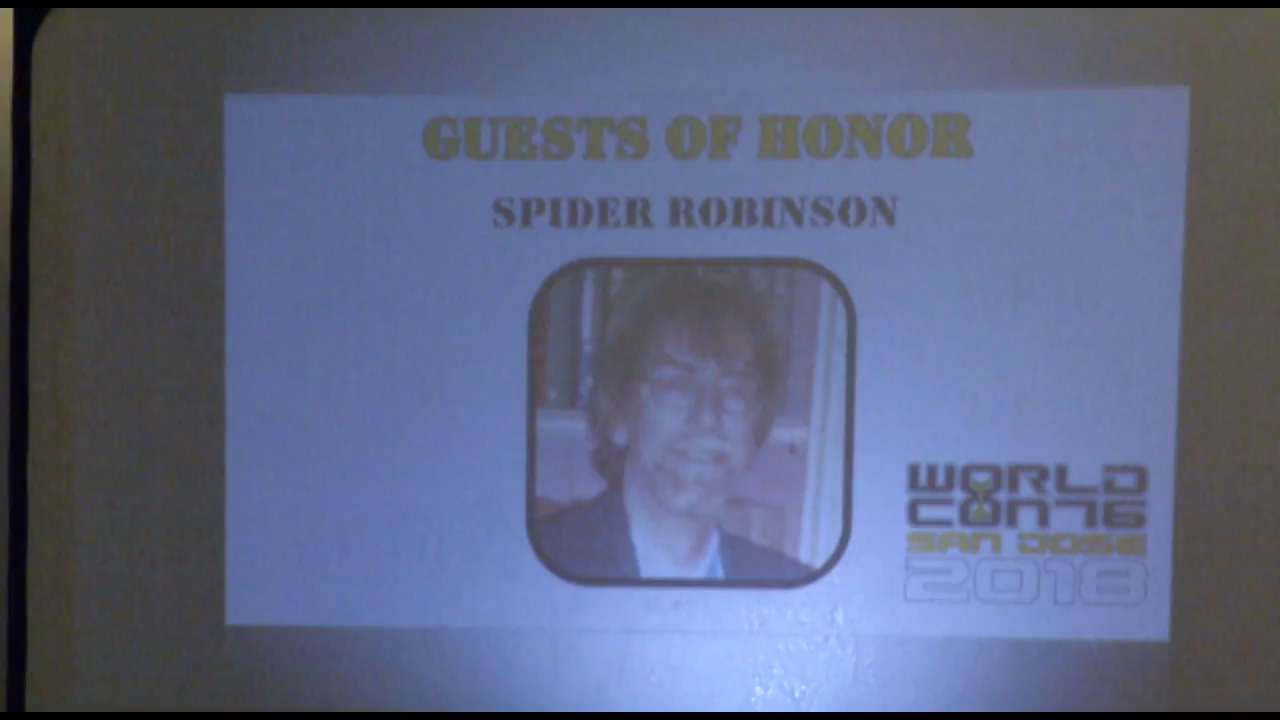 GUESTS OF HONOR
SPIDER ROBINSON
WORLD
CON76
SAN JOSE
2018